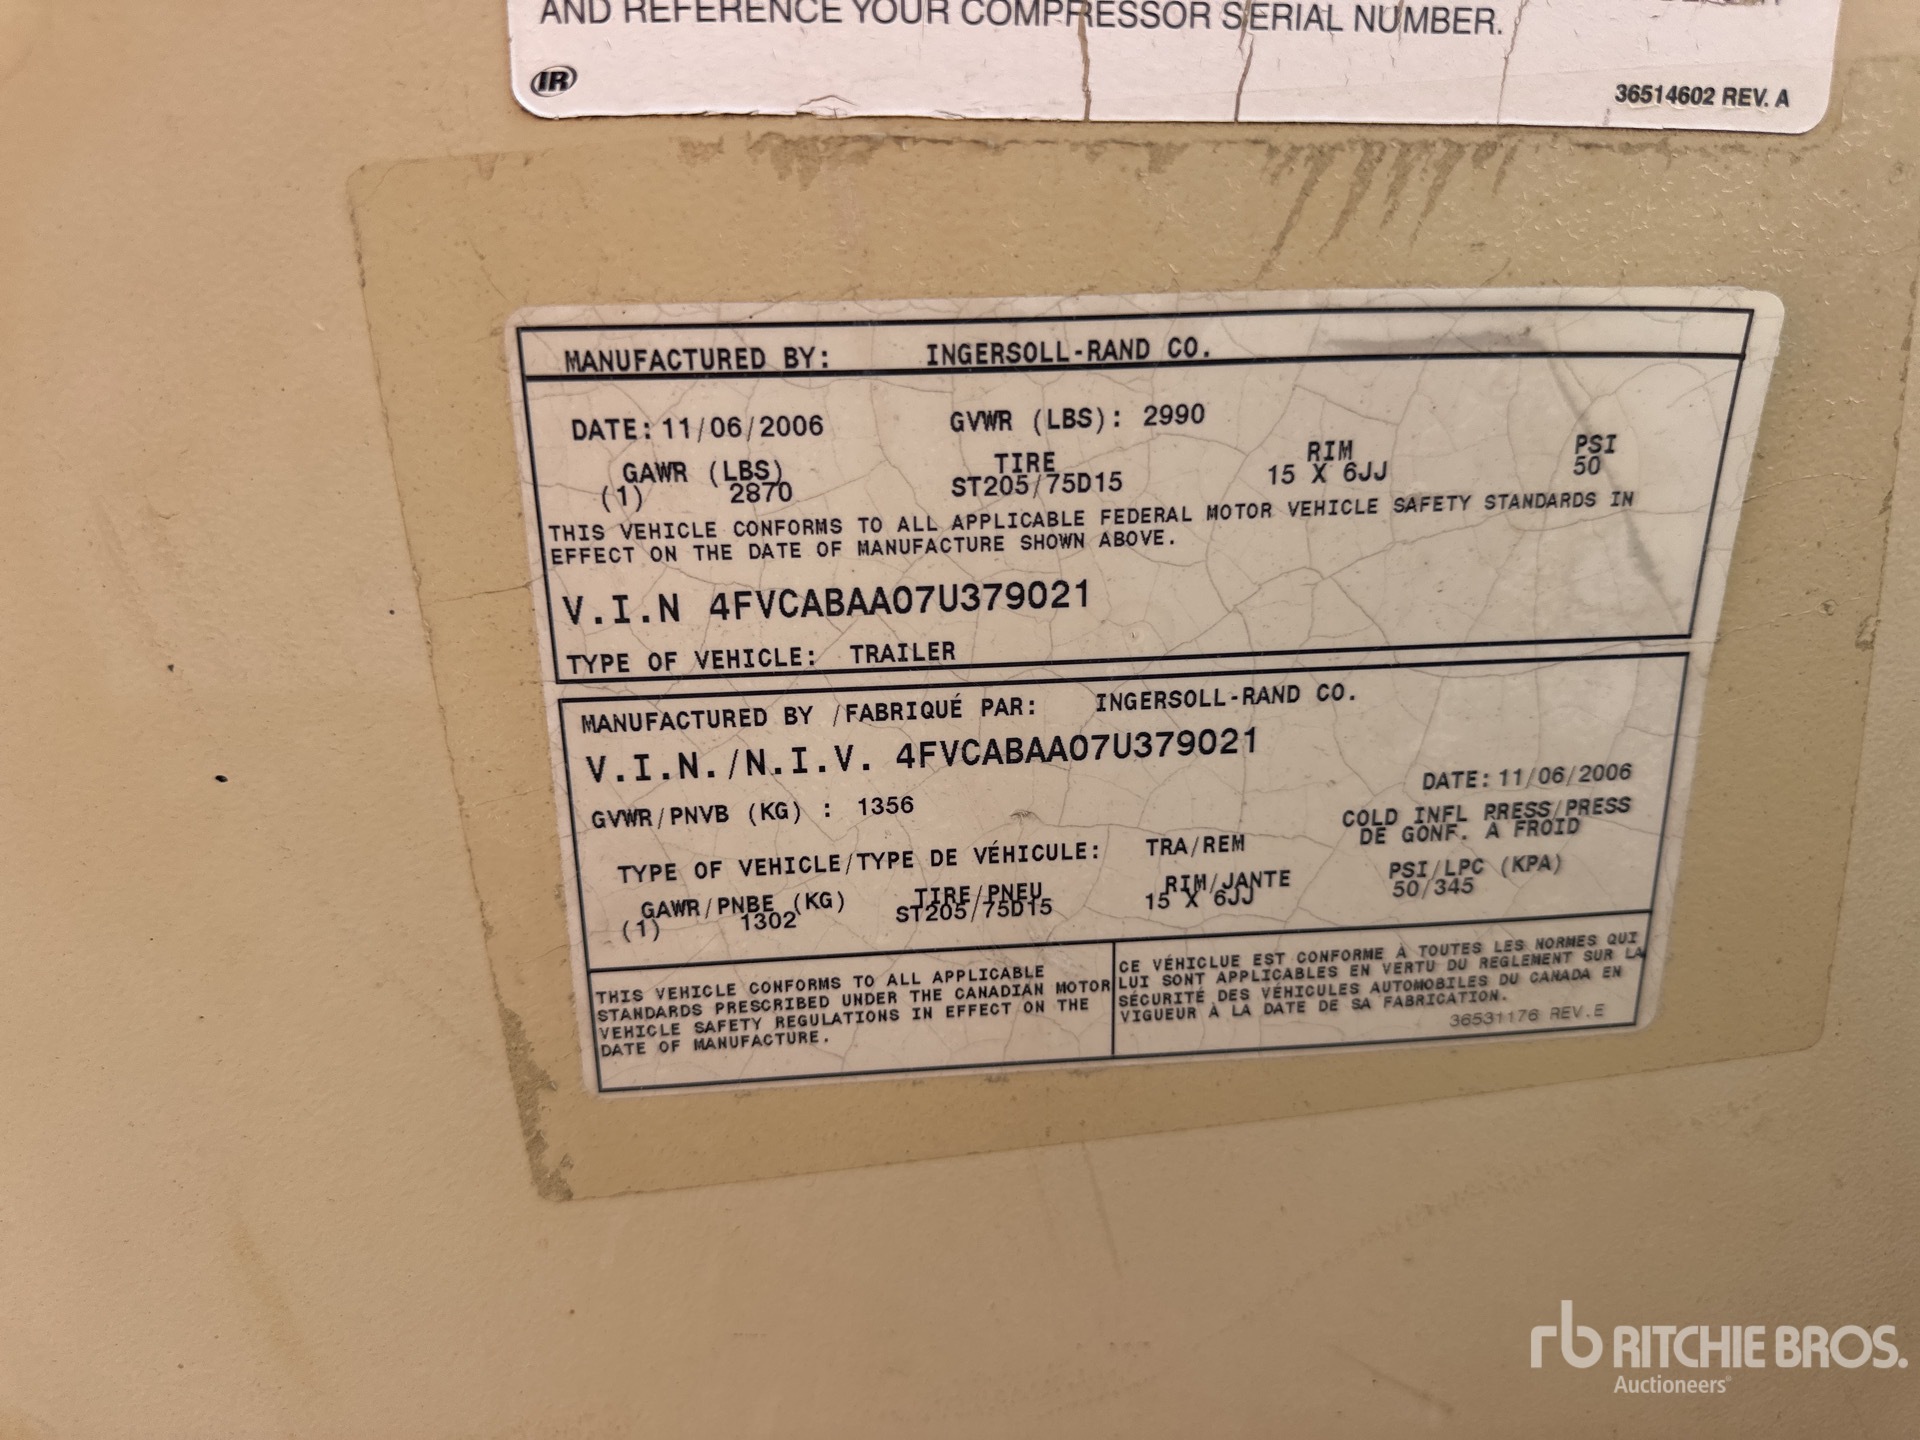 AND REFERENCE YOUR COMPRESSOR SERIAL NUMBER.
IR
36514602 REV. A
MANUFACTURED BY: INGERSOLL-RAND CO.
DATE: 11/06/2006 GVWR (LBS): 2990
GAWR (LBS) TIRE RIM PSI
(1) 2870 ST205/75D15 15 X 6JJ 50
THIS VEHICLE CONFORMS TO ALL APPLICABLE FEDERAL MOTOR VEHICLE SAFETY STANDARDS IN
EFFECT ON THE DATE OF MANUFACTURE SHOWN ABOVE.
V.I.N 4FVCABAA07U379021
TYPE OF VEHICLE: TRAILER
MANUFACTURED BY /FABRIQUÉ PAR: INGERSOLL-RAND CO.
V.I.N./N.I.V. 4FVCABAA07U379021
DATE: 11/06/2006
GVWR/PNVB (KG) : 1356
COLD INFL PRESS/PRESS
DE GONF. A FROID
TYPE OF VEHICLE/TYPE DE VÉHICULE: TRA/REM
GAWR/PNBE (KG) TIRE/PNEU RIM/JANTE PSI/LPC (KPA)
(1) 1302 ST205/75D15 15 X 6JJ 50/345
THIS VEHICLE CONFORMS TO ALL APPLICABLE
STANDARDS PRESCRIBED UNDER THE CANADIAN MOTOR
VEHICLE SAFETY REGULATIONS IN EFFECT ON THE
DATE OF MANUFACTURE.
CE VÉHICLUE EST CONFORME À TOUTES LES NORMES QUI
LUI SONT APPLICABLES EN VERTU DU REGLEMENT SUR LA
SÉCURITÉ DES VÉHICULES AUTOMOBILES DU CANADA EN
VIGUEUR À LA DATE DE SA FABRICATION.
36531176 REV.E
rb RITCHIE BROS.
Auctioneers